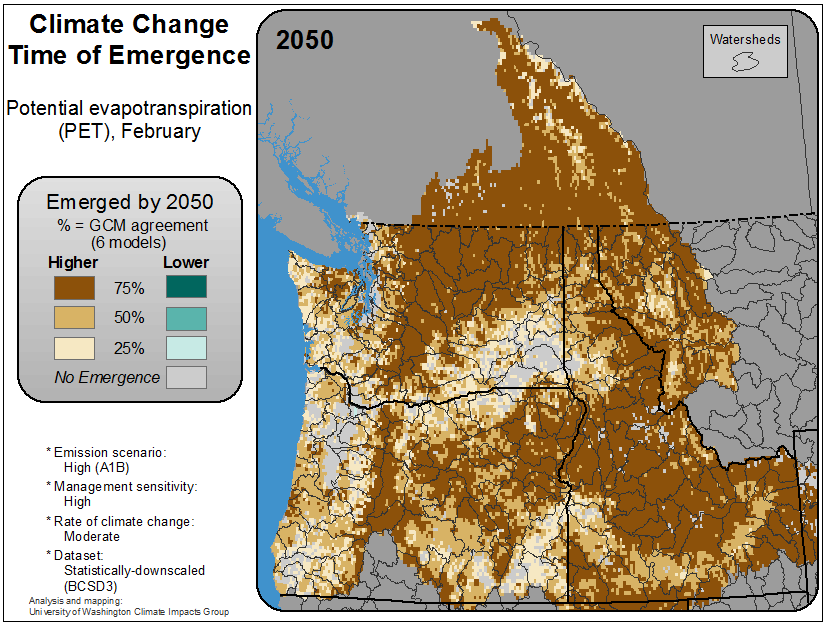 Climate Change
Time of Emergence
Potential evapotranspiration
(PET), February
Emerged by 2050
% = GCM agreement
(6 models)
Higher Lower
75%
50%
25%
No Emergence
* Emission scenario:
High (A1B)
* Management sensitivity:
High
* Rate of climate change:
Moderate
* Dataset:
Statistically-downscaled
(BCSD3)
Analysis and mapping:
University of Washington Climate Impacts Group
2050
Watersheds